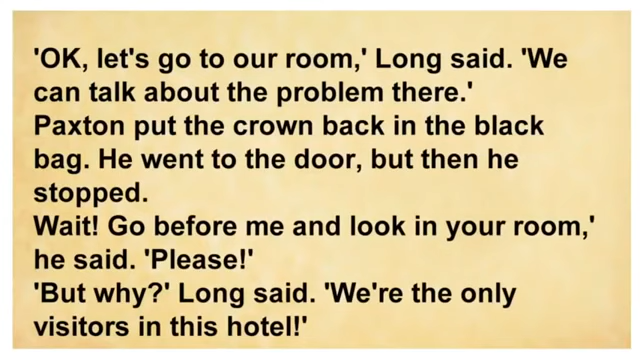 'OK, let's go to our room,' Long said. 'We
can talk about the problem there.'
Paxton put the crown back in the black
bag. He went to the door, but then he
stopped.
Wait! Go before me and look in your room,'
he said. 'Please!'
'But why?' Long said. 'We're the only
visitors in this hotel!'